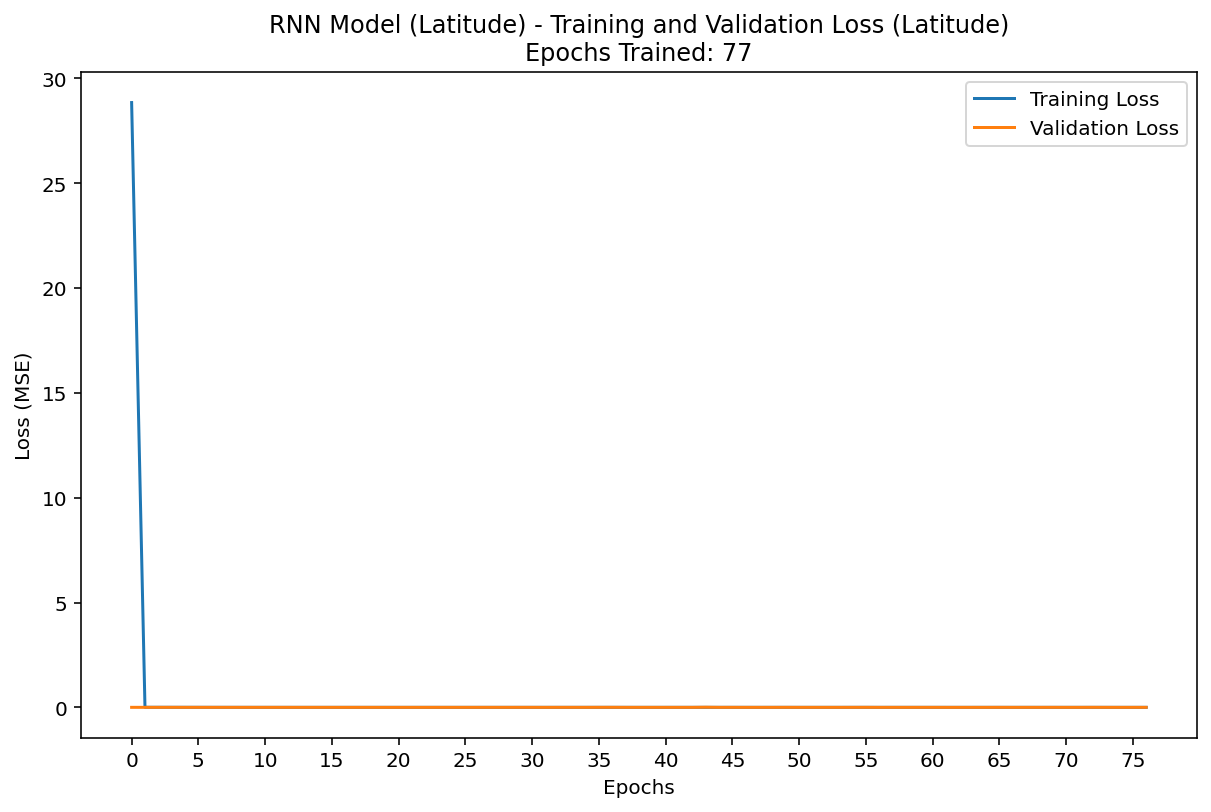 RNN Model (Latitude) - Training and Validation Loss (Latitude)
Epochs Trained: 77
Training Loss
Validation Loss
Loss (MSE)
30
25
20
15
10
5
0
0 5 10 15 20 25 30 35 40 45 50 55 60 65 70 75
Epochs